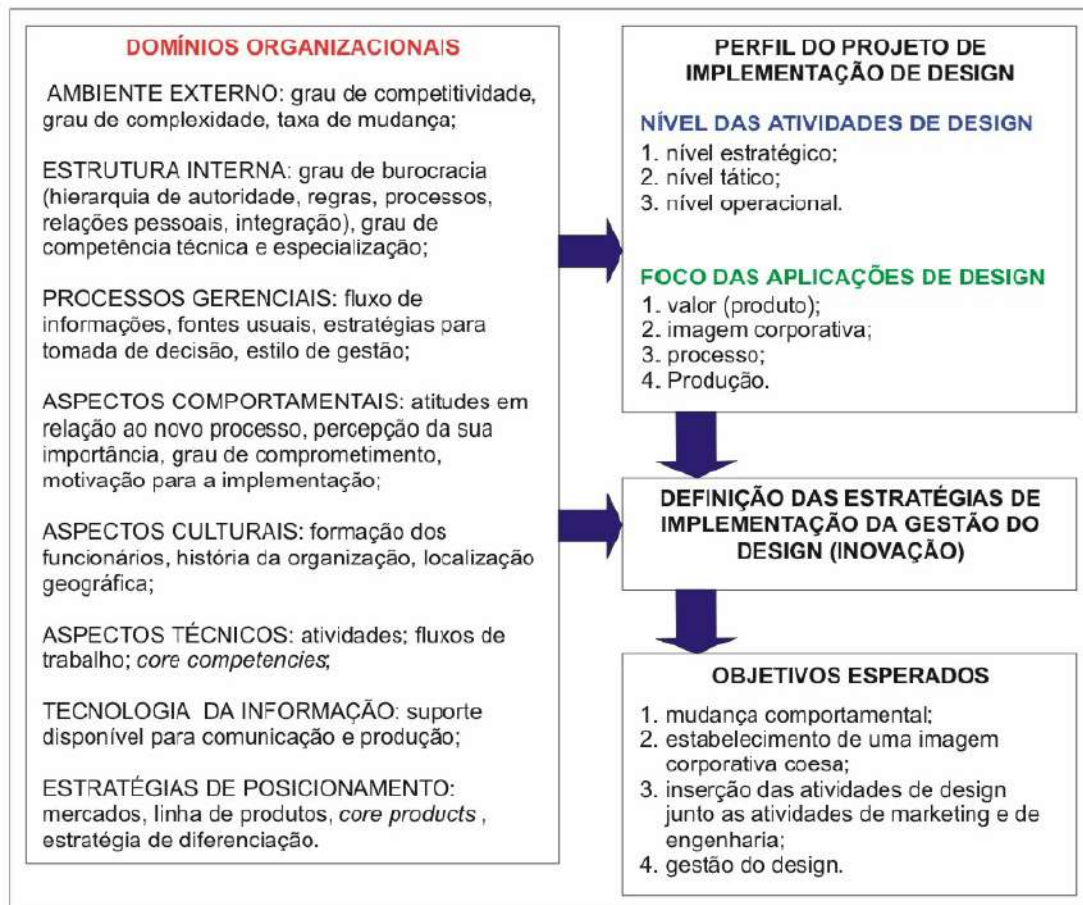 DOMÍNIOS ORGANIZACIONAIS
AMBIENTE EXTERNO: grau de competitividade,
grau de complexidade, taxa de mudança;
ESTRUTURA INTERNA: grau de burocracia
(hierarquia de autoridade, regras, processos,
relações pessoais, integração), grau de
competência técnica e especialização;
PROCESSOS GERENCIAIS: fluxo de
informações, fontes usuais, estratégias para
tomada de decisão, estilo de gestão;
ASPECTOS COMPORTAMENTAIS: atitudes em
relação ao novo processo, percepção da sua
importância, grau de comprometimento,
motivação para a implementação;
ASPECTOS CULTURAIS: formação dos
funcionários, história da organização, localização
geográfica;
ASPECTOS TÉCNICOS: atividades; fluxos de
trabalho; core competencies;
TECNOLOGIA DA INFORMAÇÃO: suporte
disponível para comunicação e produção;
ESTRATÉGIAS DE POSICIONAMENTO:
mercados, linha de produtos, core products ,
estratégia de diferenciação.
PERFIL DO PROJETO DE
IMPLEMENTAÇÃO DE DESIGN
NÍVEL DAS ATIVIDADES DE DESIGN
1. nível estratégico;
2. nível tático;
3. nível operacional.
FOCO DAS APLICAÇÕES DE DESIGN
1. valor (produto);
2. imagem corporativa;
3. processo;
4. Produção.
DEFINIÇÃO DAS ESTRATÉGIAS DE
IMPLEMENTAÇÃO DA GESTÃO DO
DESIGN (INOVAÇÃO)
OBJETIVOS ESPERADOS
1. mudança comportamental;
2. estabelecimento de uma imagem
corporativa coesa;
3. inserção das atividades de design
junto as atividades de marketing e de
engenharia;
4. gestão do design.